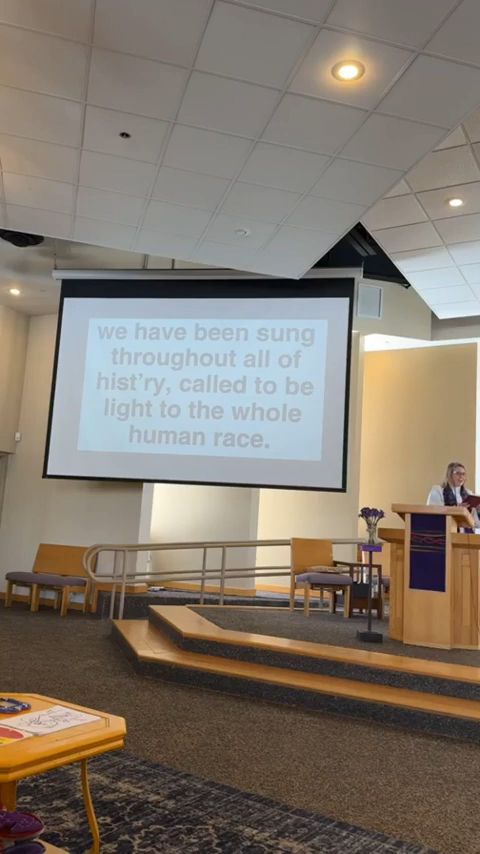 we have been sung
throughout all of
hist'ry, called to be
light to the whole
human race.